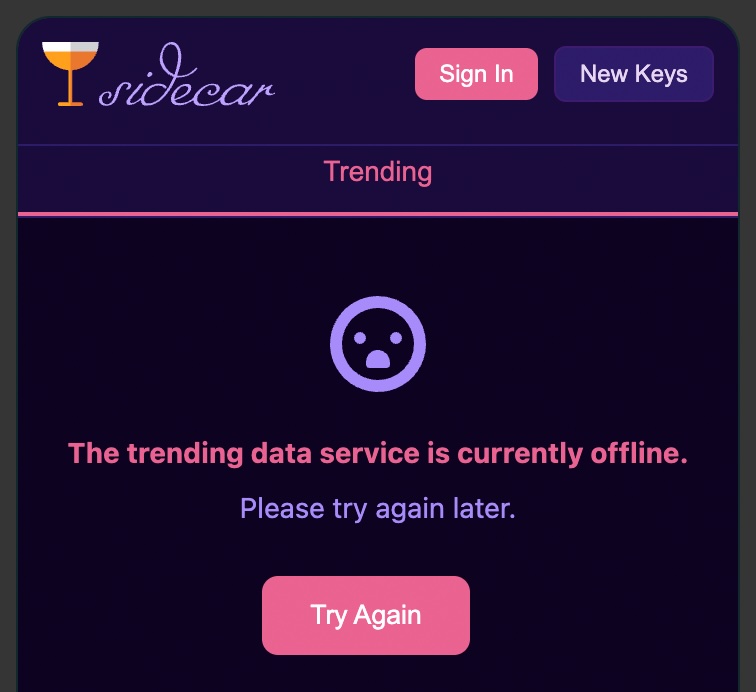 sidecar
Sign In
New Keys
Trending
The trending data service is currently offline.
Please try again later.
Try Again